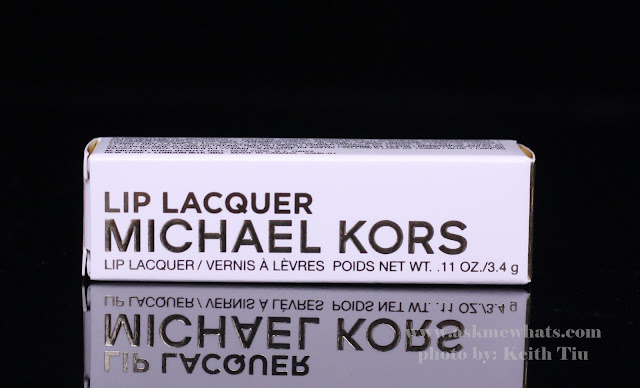 LIP LACQUER
MICHAEL KORS
LIP LACQUER / VERNIS À LÈVRES POIDS NET WT. .11 OZ./3.4 g
www.askmewhats.com
photo by: Keith Tiu